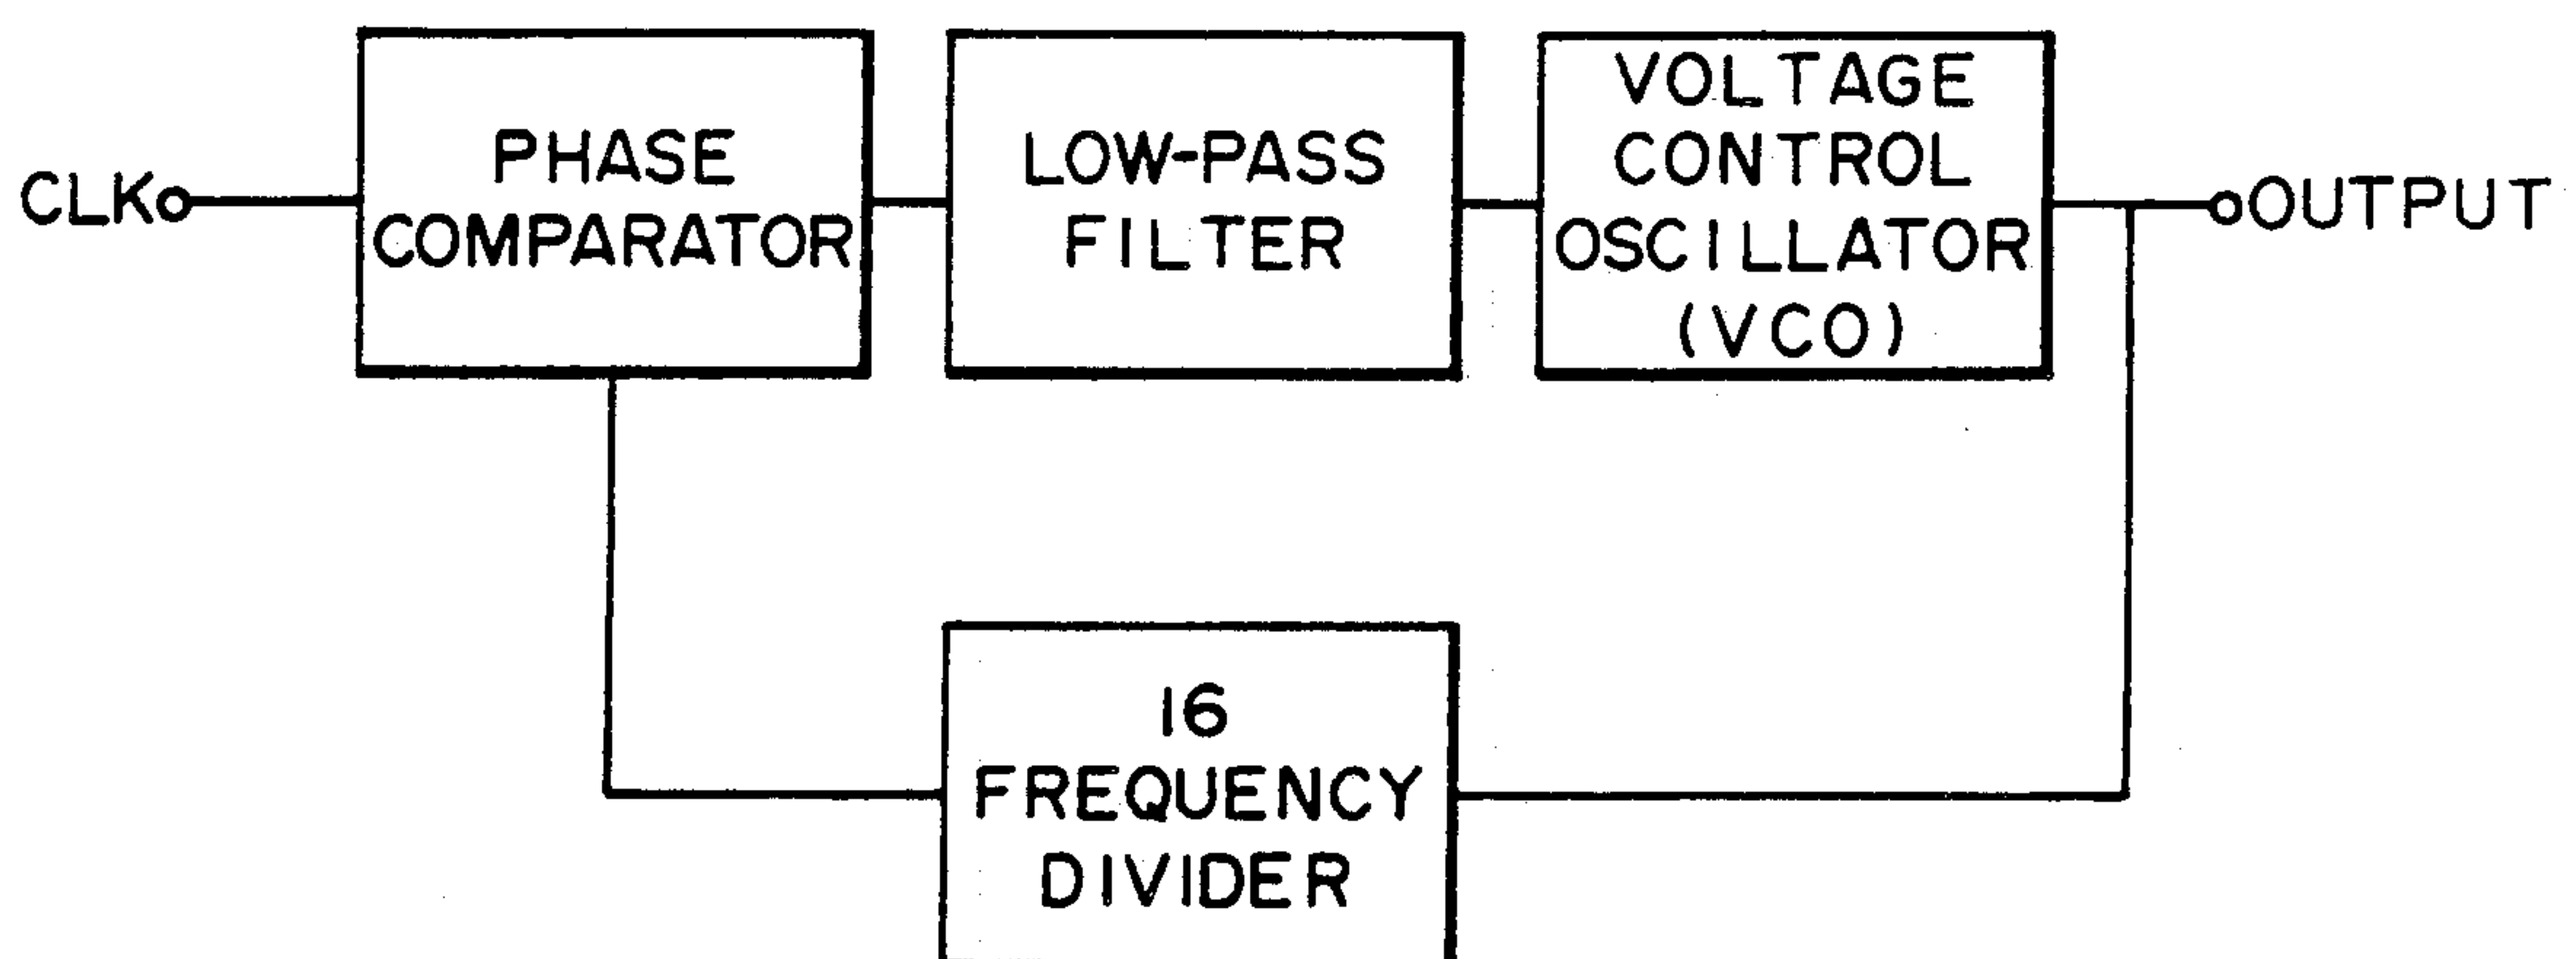 CLK
PHASE
COMPARATOR
LOW-PASS
FILTER
VOLTAGE
CONTROL
OSCILLATOR
(VCO)
OUTPUT
16
FREQUENCY
DIVIDER